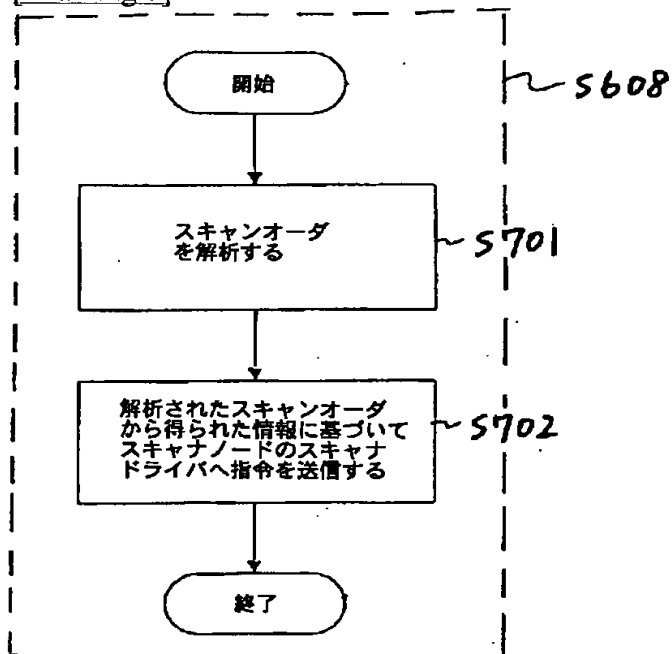 開始
S608
スキャンオーダ
を解析する
S701
解析されたスキャンオーダ
から得られた情報に基づいて
スキャナノードのスキャナ
ドライバへ指令を送信する
S702
終了